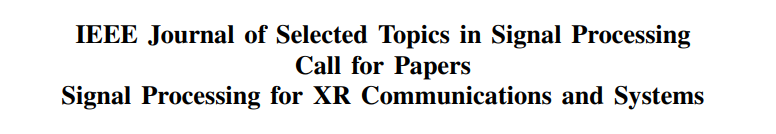 IEEE Journal of Selected Topics in Signal Processing
Call for Papers
Signal Processing for XR Communications and Systems